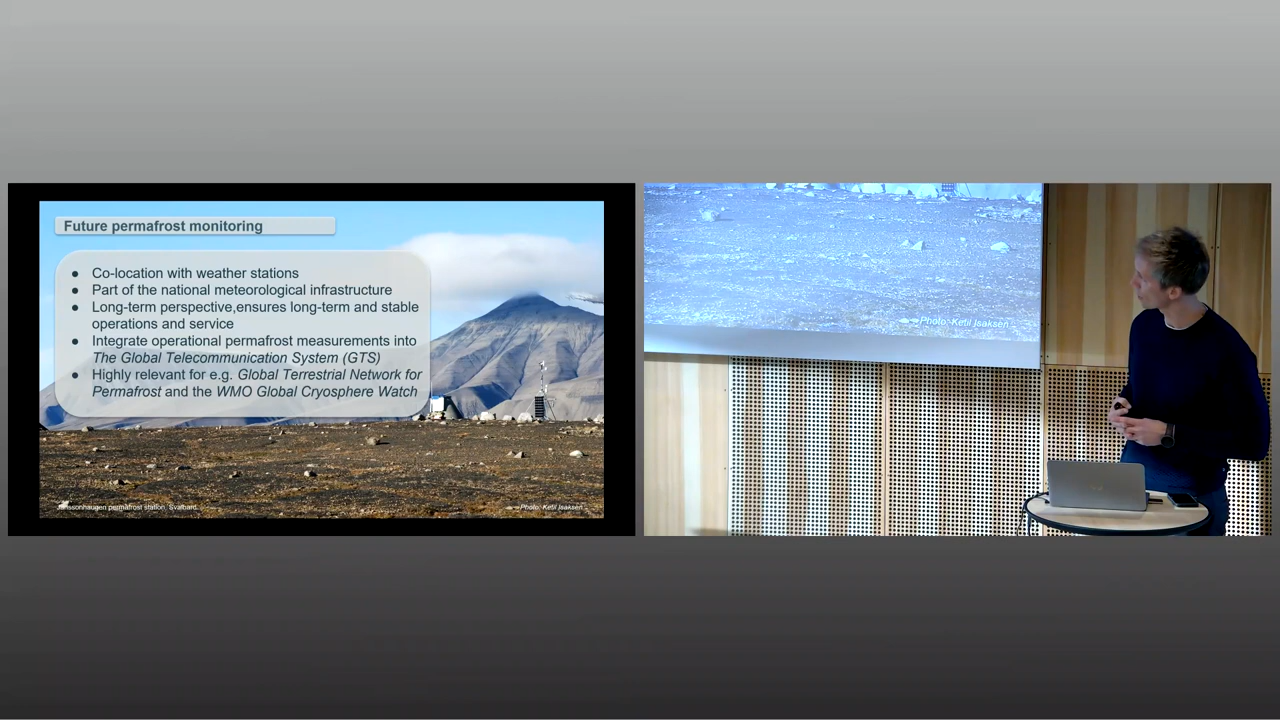 Future permafrost monitoring
● Co-location with weather stations
● Part of the national meteorological infrastructure
● Long-term perspective,ensures long-term and stable
operations and service
● Integrate operational permafrost measurements into
The Global Telecommunication System (GTS)
● Highly relevant for e.g. Global Terrestrial Network for
Permafrost and the WMO Global Cryosphere Watch
Janssonhaugen permafrost station, Svalbard
Photo: Ketil Isaksen
Photo: Ketil Isaksen